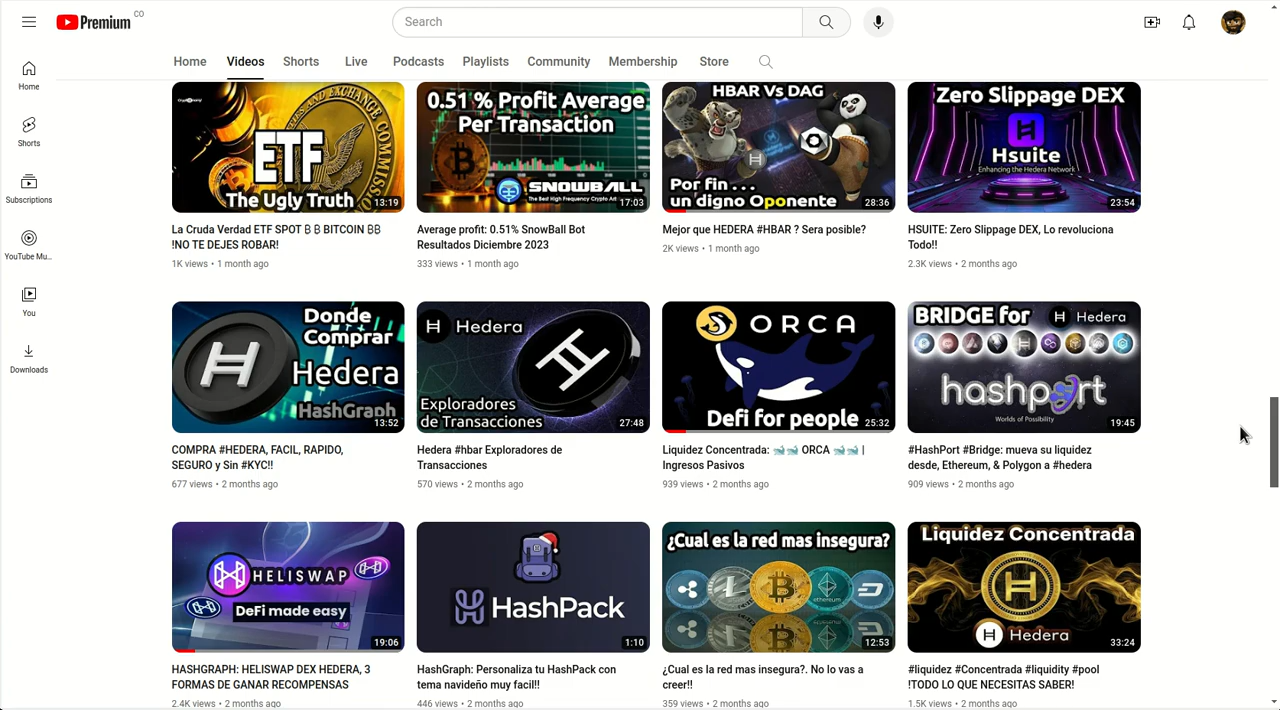 Premium CO
Search
Home Videos Shorts Live Podcasts Playlists Community Membership Store
Home
Shorts
Subscriptions
YouTube Mu...
You
Downloads
ETF
The Ugly Truth
13:19
La Cruda Verdad ETF SPOT ₿ ₿ BITCOIN ₿₿
!NO TE DEJES ROBAR!
1K views • 1 month ago
0.51 % Profit Average
Per Transaction
SNOWBALL
The Best High Frequency Crypto Art
17:03
Average profit: 0.51% SnowBall Bot
Resultados Diciembre 2023
333 views • 1 month ago
HBAR Vs DAG
Por fin . . .
un digno Oponente
28:36
Mejor que HEDERA #HBAR ? Sera posible?
2K views • 1 month ago
Zero Slippage DEX
Hsuite
Enhancing the Hedera Network
23:54
HSUITE: Zero Slippage DEX, Lo revoluciona
Todo!!
2.3K views • 2 months ago
Donde
Comprar
Hedera
HashGraph
13:52
COMPRA #HEDERA, FACIL, RAPIDO,
SEGURO y Sin #KYC!!
677 views • 2 months ago
Hedera
Exploradores
de Transacciones
27:48
Hedera #hbar Exploradores de
Transacciones
570 views • 2 months ago
ORCA
Defi for people
25:32
Liquidez Concentrada: 🐋🐋 ORCA 🐋🐋 |
Ingresos Pasivos
939 views • 2 months ago
BRIDGE for Hedera
hashport
Worlds of Possibility
19:45
#HashPort #Bridge: mueva su liquidez
desde, Ethereum, & Polygon a #hedera
909 views • 2 months ago
HELISWAP
DeFi made easy
19:06
HASHGRAPH: HELISWAP DEX HEDERA, 3
FORMAS DE GANAR RECOMPENSAS
2.4K views • 2 months ago
HashPack
1:10
HashGraph: Personaliza tu HashPack con
tema navideño muy facil!!
446 views • 2 months ago
¿Cual es la red mas insegura?
ethereum
12:53
¿Cual es la red mas insegura?. No lo vas a
creer!!
359 views • 2 months ago
Liquidez Concentrada
Hedera
33:24
#liquidez #Concentrada #liquidity #pool
!TODO LO QUE NECESITAS SABER!
1.5K views • 2 months ago